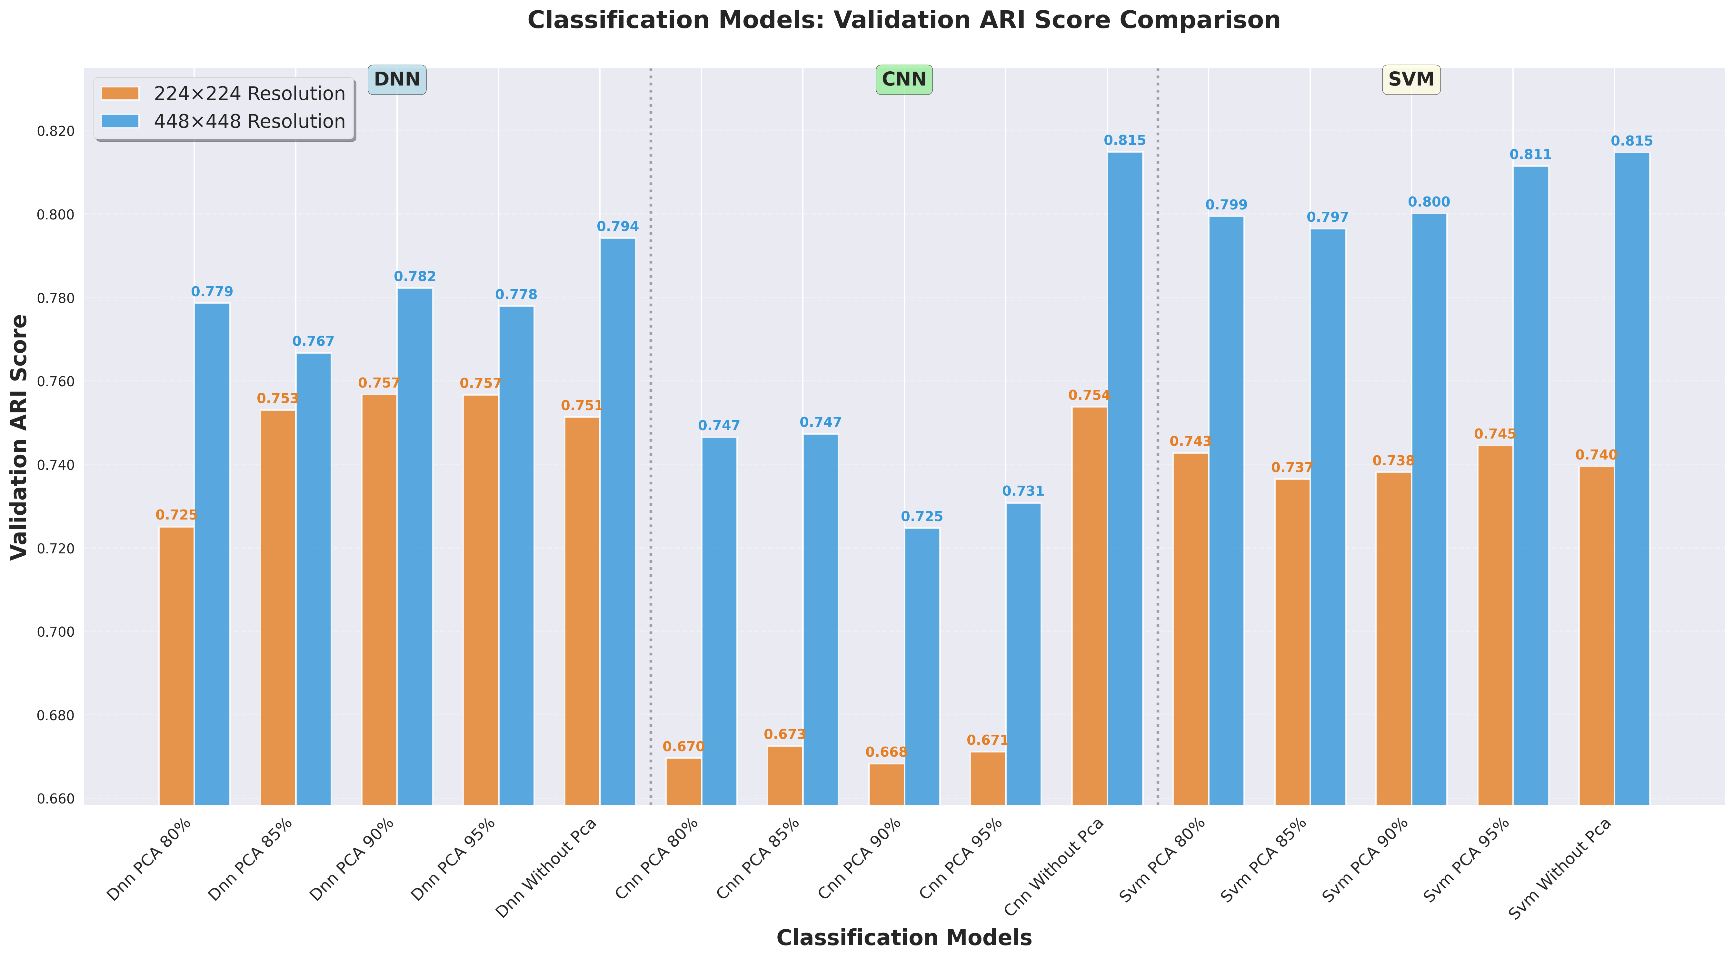 Classification Models: Validation ARI Score Comparison
DNN
CNN
SVM
224×224 Resolution
448×448 Resolution
Validation ARI Score
0.820
0.800
0.780
0.760
0.740
0.720
0.700
0.680
0.660
0.725
0.779
0.753
0.767
0.757
0.782
0.757
0.778
0.751
0.794
0.670
0.747
0.673
0.747
0.668
0.725
0.671
0.731
0.754
0.815
0.743
0.799
0.737
0.797
0.738
0.800
0.745
0.811
0.740
0.815
Dnn PCA 80%
Dnn PCA 85%
Dnn PCA 90%
Dnn PCA 95%
Dnn Without Pca
Cnn PCA 80%
Cnn PCA 85%
Cnn PCA 90%
Cnn PCA 95%
Cnn Without Pca
Svm PCA 80%
Svm PCA 85%
Svm PCA 90%
Svm PCA 95%
Svm Without Pca
Classification Models